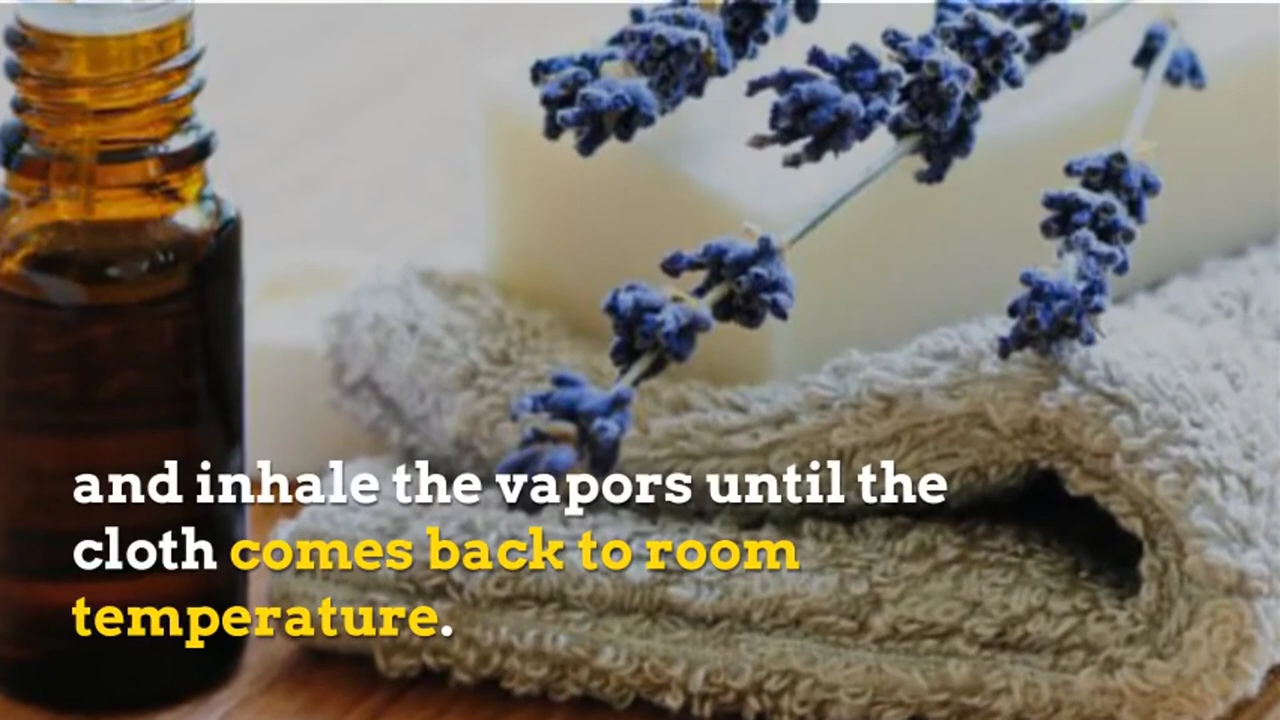 and inhale the vapors until the
cloth comes back to room
temperature.